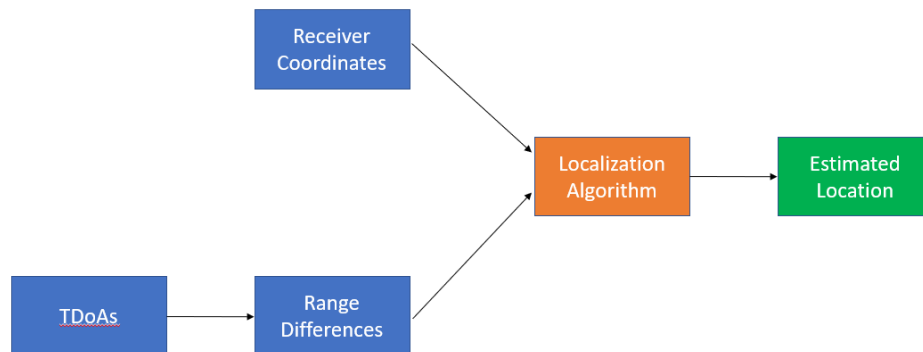 Receiver
Coordinates
Localization
Algorithm
Estimated
Location
TDoAs
Range
Differences